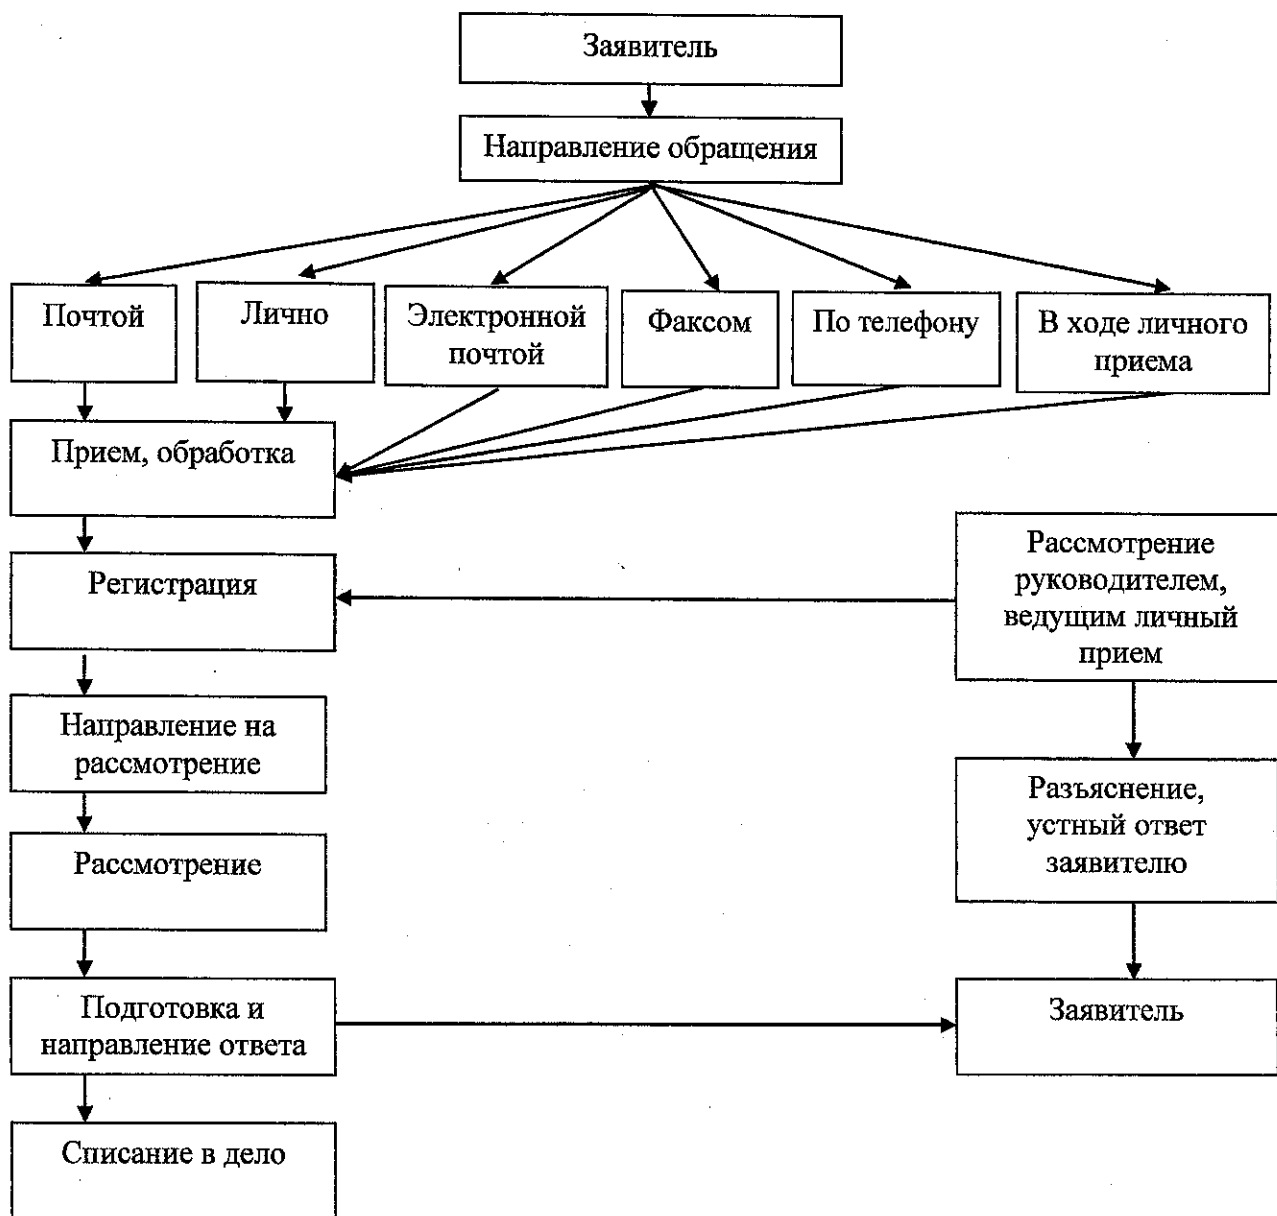 Заявитель
Направление обращения
Почтой
Лично
Электронной
почтой
Факсом
По телефону
В ходе личного
приема
Прием, обработка
Регистрация
Рассмотрение
руководителем,
ведущим личный
прием
Направление на
рассмотрение
Разъяснение,
устный ответ
заявителю
Рассмотрение
Подготовка и
направление ответа
Заявитель
Списание в дело